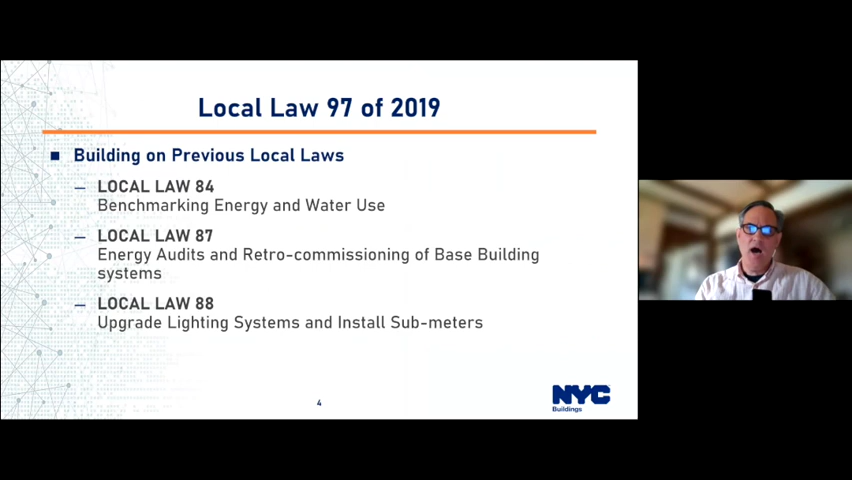 Local Law 97 of 2019
Building on Previous Local Laws
– LOCAL LAW 84
Benchmarking Energy and Water Use
– LOCAL LAW 87
Energy Audits and Retro-commissioning of Base Building
systems
– LOCAL LAW 88
Upgrade Lighting Systems and Install Sub-meters
4
NYC
Buildings